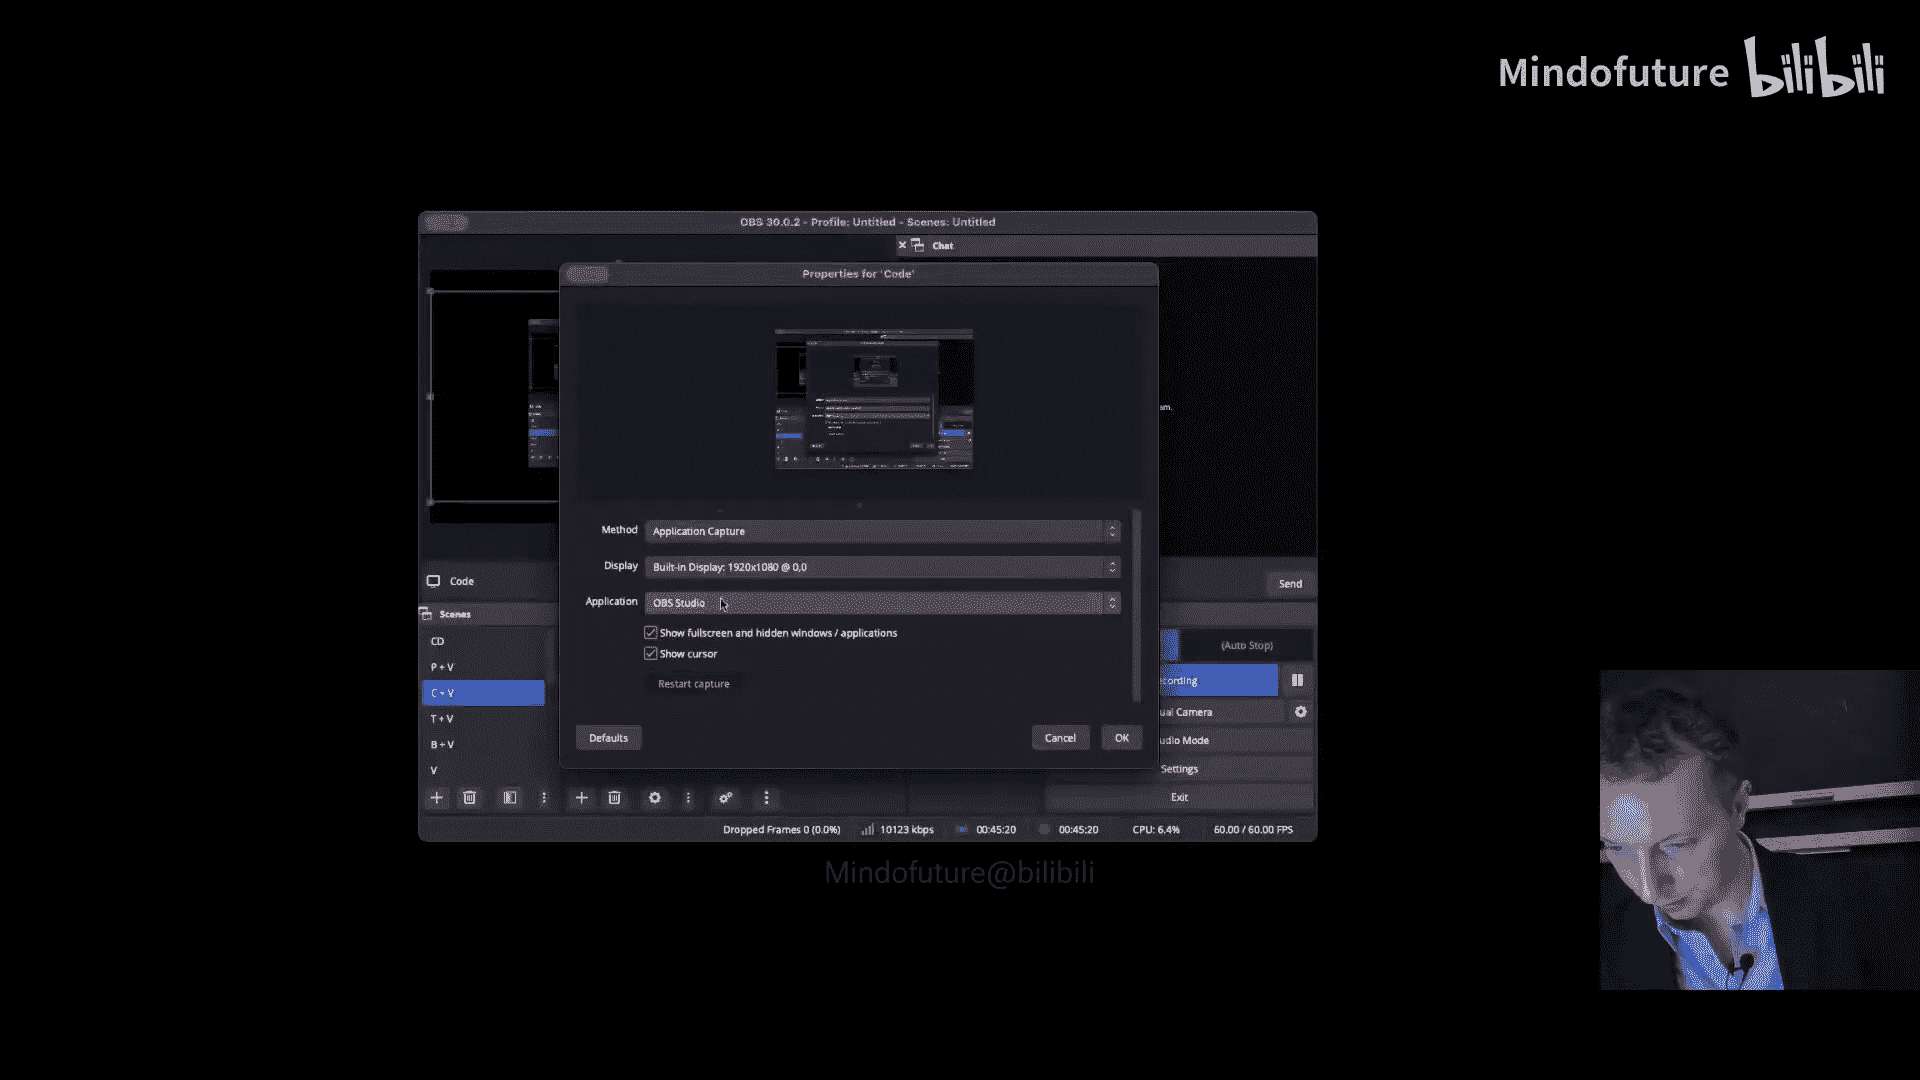 Mindofuture bilibili
OBS 30.0.2 - Profile: Untitled - Scenes: Untitled
Chat
Properties for 'Code'
am.
Method Application Capture
Display Built-in Display: 1920x1080 @ 0,0
Application OBS Studio
Show fullscreen and hidden windows / applications
Show cursor
Restart capture
Defaults
Cancel
OK
Code
Send
Scenes
CD
P + V
C + V
T + V
B + V
V
(Auto Stop)
cording
ual Camera
udio Mode
Settings
Exit
Dropped Frames 0 (0.0%) 10123 kbps 00:45:20 00:45:20 CPU: 6.4% 60.00 / 60.00 FPS
Mindofuture@bilibili